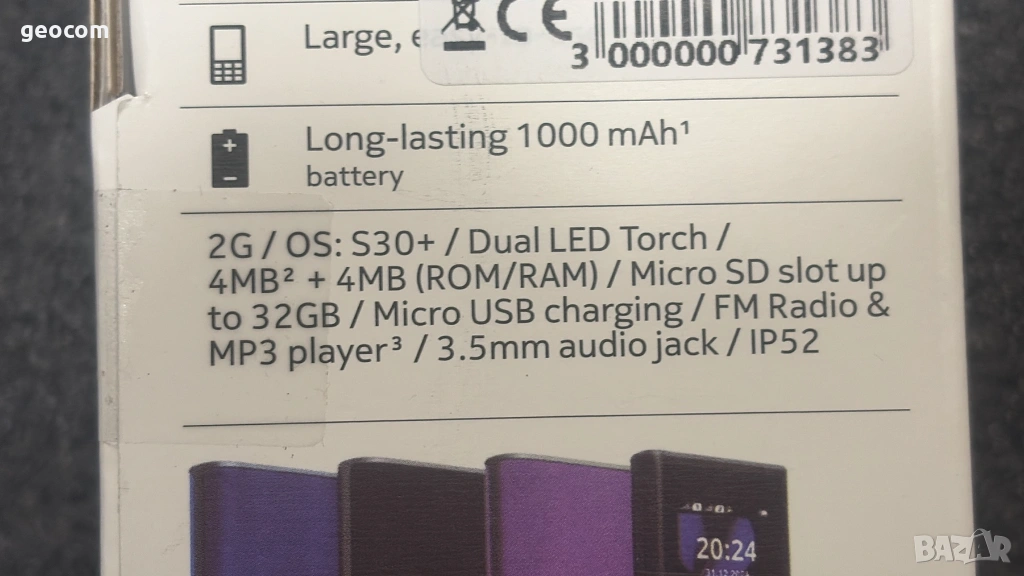 geocom
Large,
CE
3 000000 731383
Long-lasting 1000 mAh¹
battery
2G / OS: S30+ / Dual LED Torch /
4MB² + 4MB (ROM/RAM) / Micro SD slot up
to 32GB / Micro USB charging / FM Radio &
MP3 player³ / 3.5mm audio jack / IP52
20:24
BAZAR